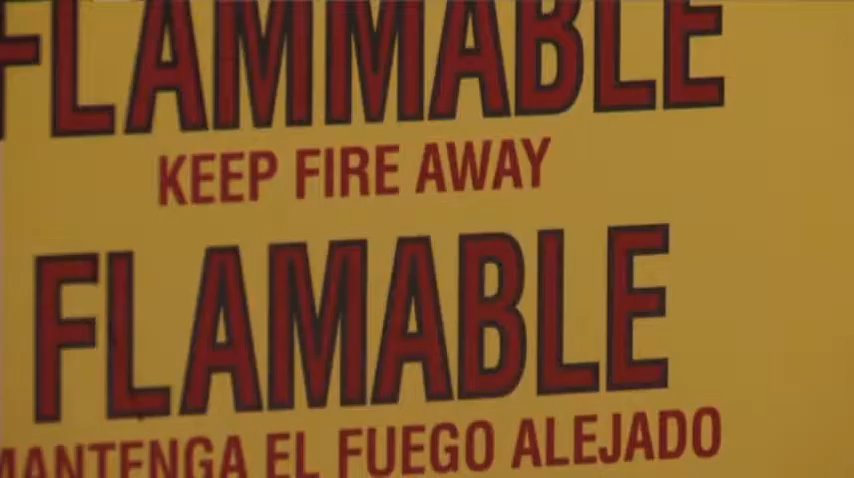 FLAMMABLE
KEEP FIRE AWAY
FLAMABLE
MANTENGA EL FUEGO ALEJADO